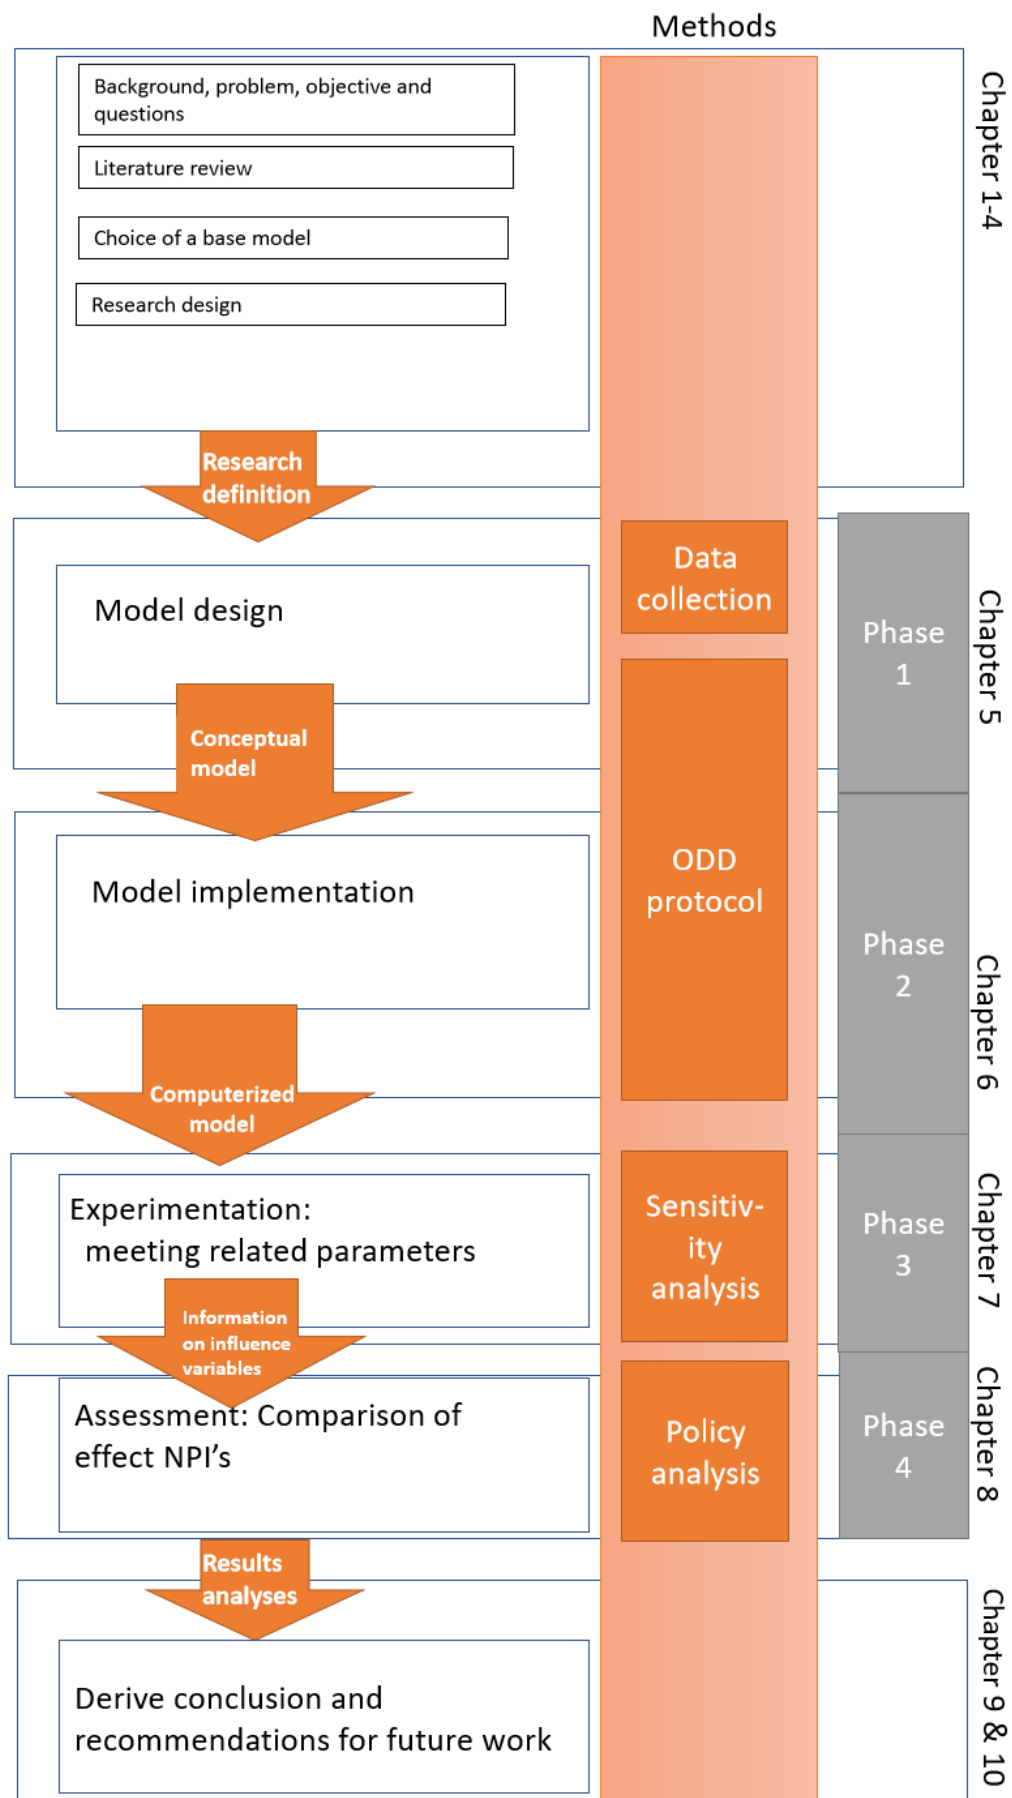 Methods
Background, problem, objective and
questions
Literature review
Choice of a base model
Research design
Chapter 1-4
Research
definition
Model design
Data
collection
Phase
1
Chapter 5
Conceptual
model
Model implementation
ODD
protocol
Phase
2
Chapter 6
Computerized
model
Experimentation:
meeting related parameters
Sensitiv-
ity
analysis
Phase
3
Chapter 7
Information
on influence
variables
Assessment: Comparison of
effect NPI's
Policy
analysis
Phase
4
Chapter 8
Results
analyses
Derive conclusion and
recommendations for future work
Chapter 9 & 10